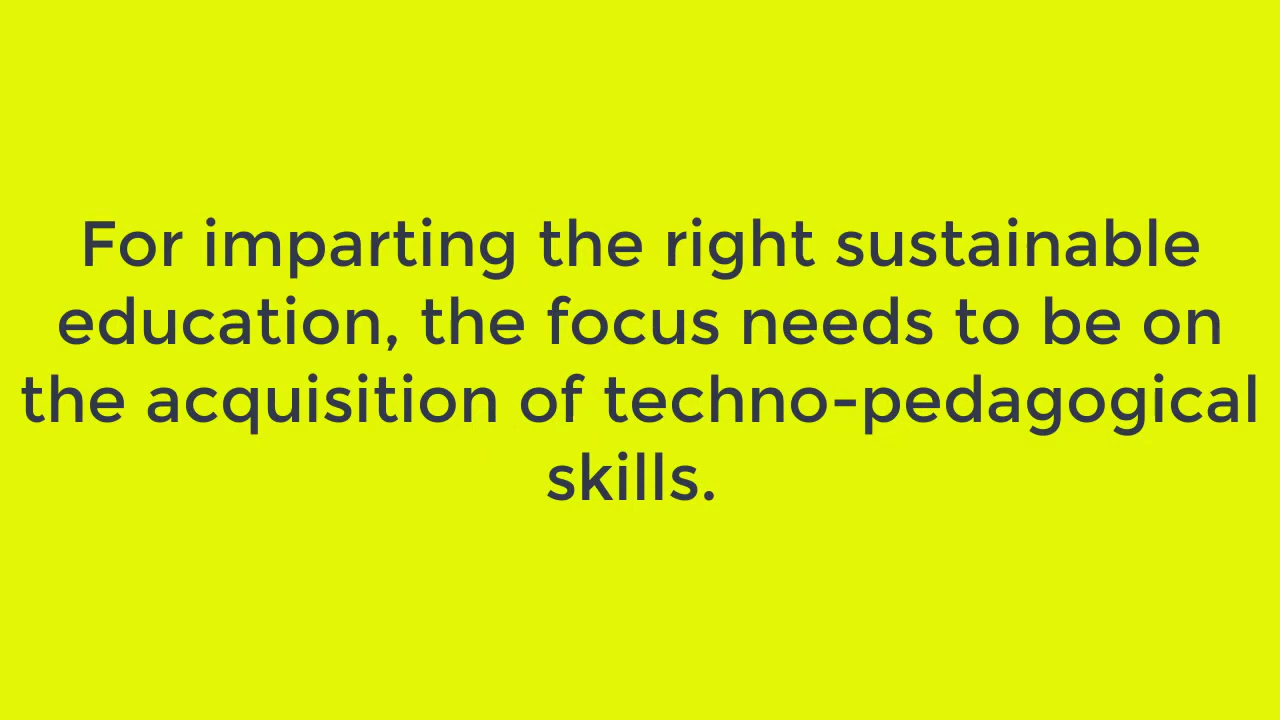 For imparting the right sustainable
education, the focus needs to be on
the acquisition of techno-pedagogical
skills.